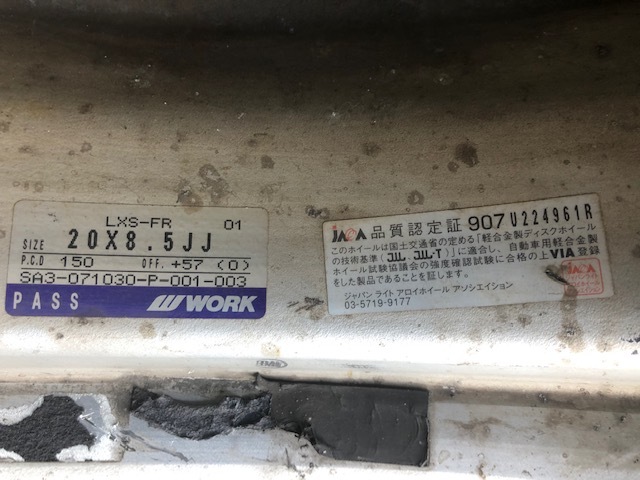 LXS-FR 01
SIZE 20X8.5JJ
P.C.D 150 OFF. +57 (0)
SA3-071030-P-001-003
PASS WORK
JAWA 品質認定証 907 U224961R
このホイールは国土交通省の定める「軽合金製ディスクホイール
の技術基準(JWL JWL-T)」に適合し、自動車用軽合金製
ホイール試験協議会の強度確認試験に合格の上VIA登録
をした製品であることを証します。
ジャパン ライト アロイホイール アソシエイション
03-5719-9177